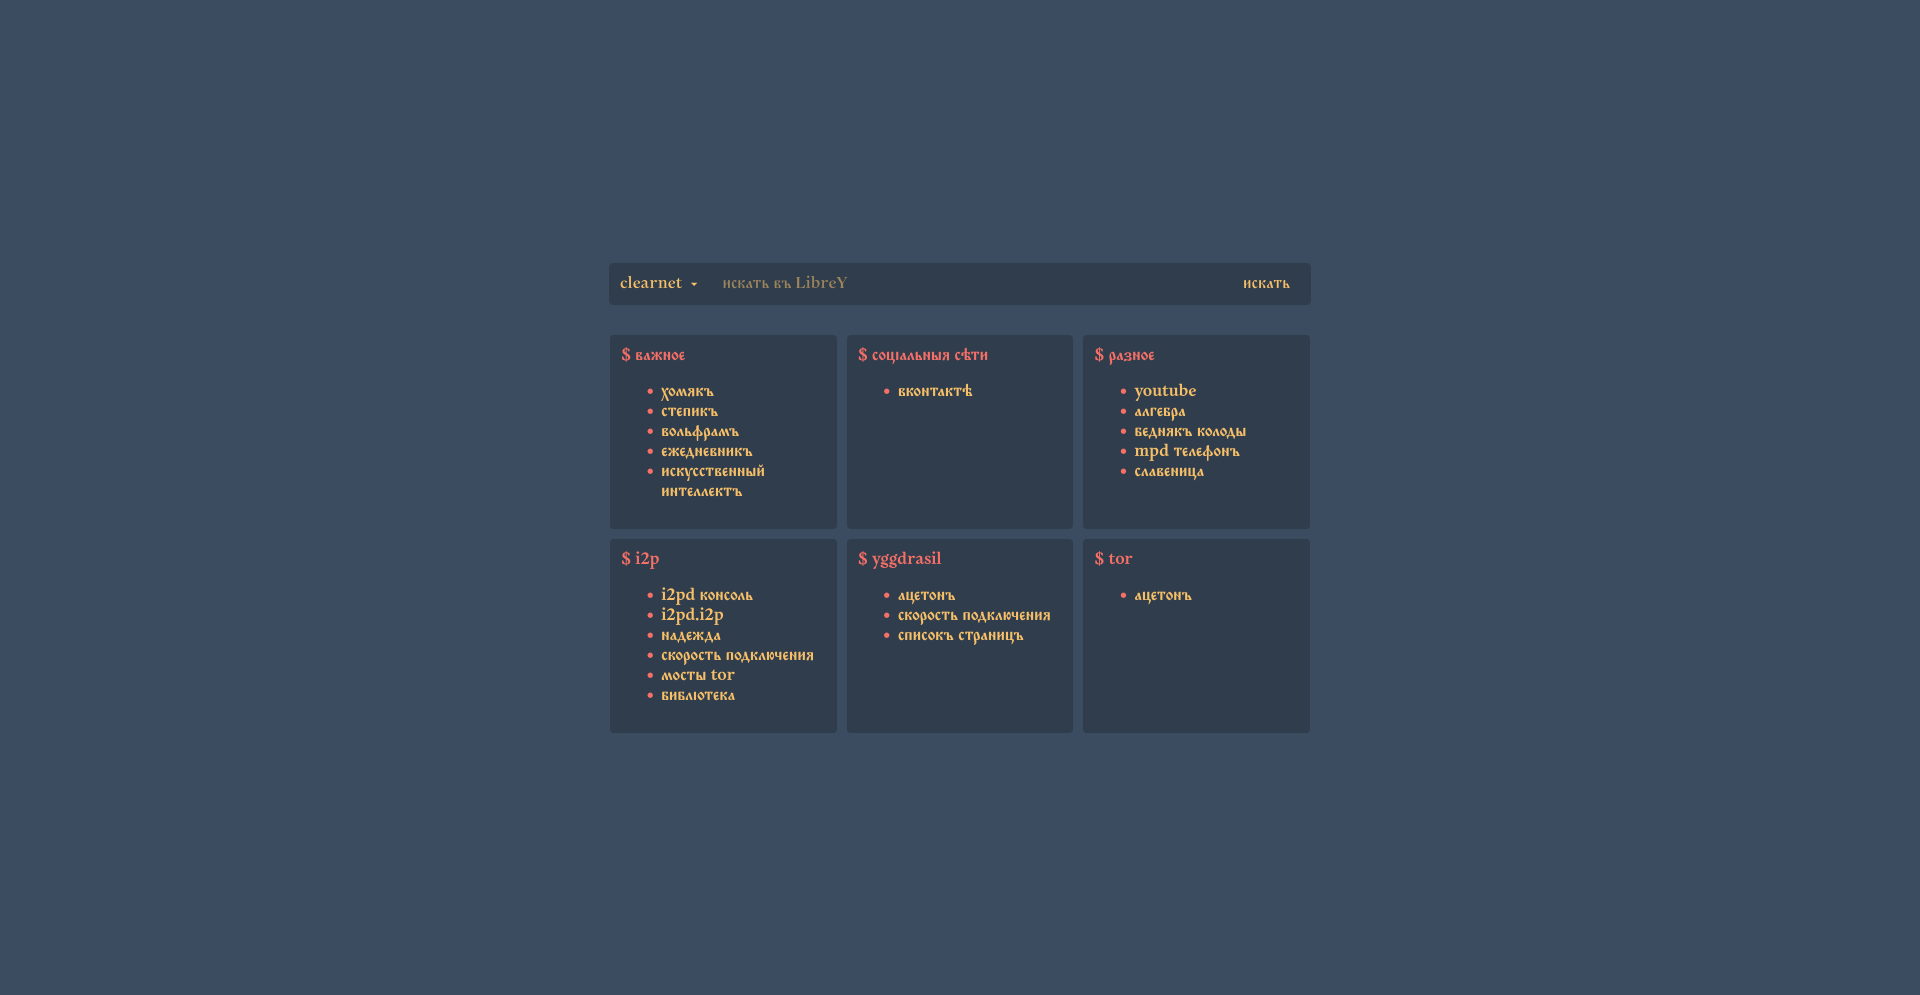 clearnet искать въ LibreY искать
$ важное
хомякъ
степикъ
вольфрамъ
ежедневникъ
искусственный
интеллектъ
$ соціальныя сѣти
вконтактѣ
$ разное
youtube
алгебра
беднякъ колоды
mpd телефонъ
славеница
$ i2p
i2pd консоль
i2pd.i2p
надежда
скорость подключения
мосты tor
библіотека
$ yggdrasil
ацетонъ
скорость подключения
списокъ страницъ
$ tor
ацетонъ